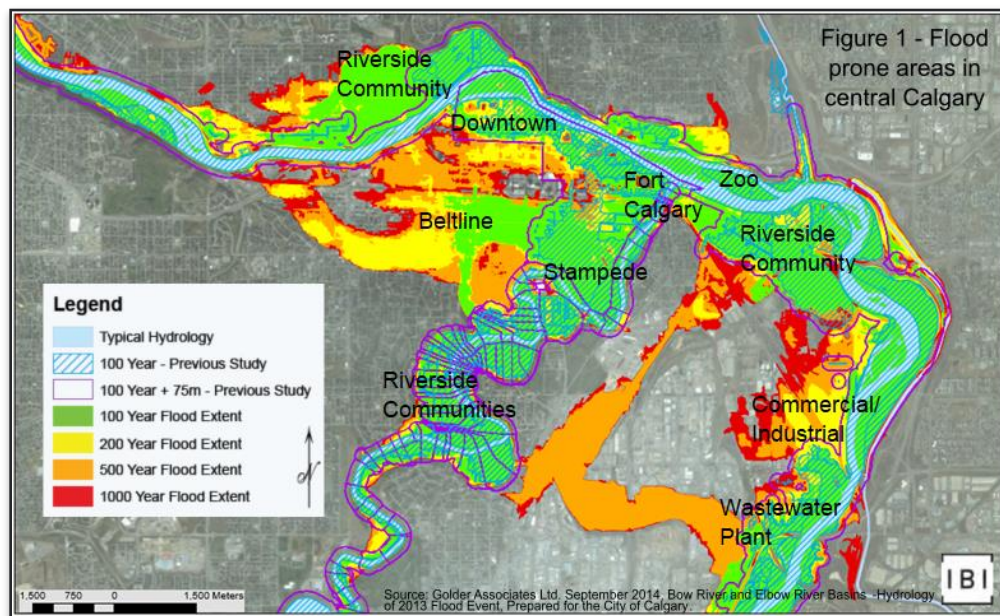 Figure 1 - Flood
prone areas in
central Calgary
Riverside
Community
Downtown
Fort
Calgary
Zoo
Beltline
Stampede
Riverside
Community
Riverside
Communities
Commercial/
Industrial
Wastewater
Plant
Legend
Typical Hydrology
100 Year - Previous Study
100 Year + 75m - Previous Study
100 Year Flood Extent
200 Year Flood Extent
500 Year Flood Extent
1000 Year Flood Extent
N
1,500 750 0 1,500 Meters
Source: Golder Associates Ltd. September 2014, Bow River and Elbow River Basins -Hydrology
of 2013 Flood Event, Prepared for the City of Calgary.
IBI